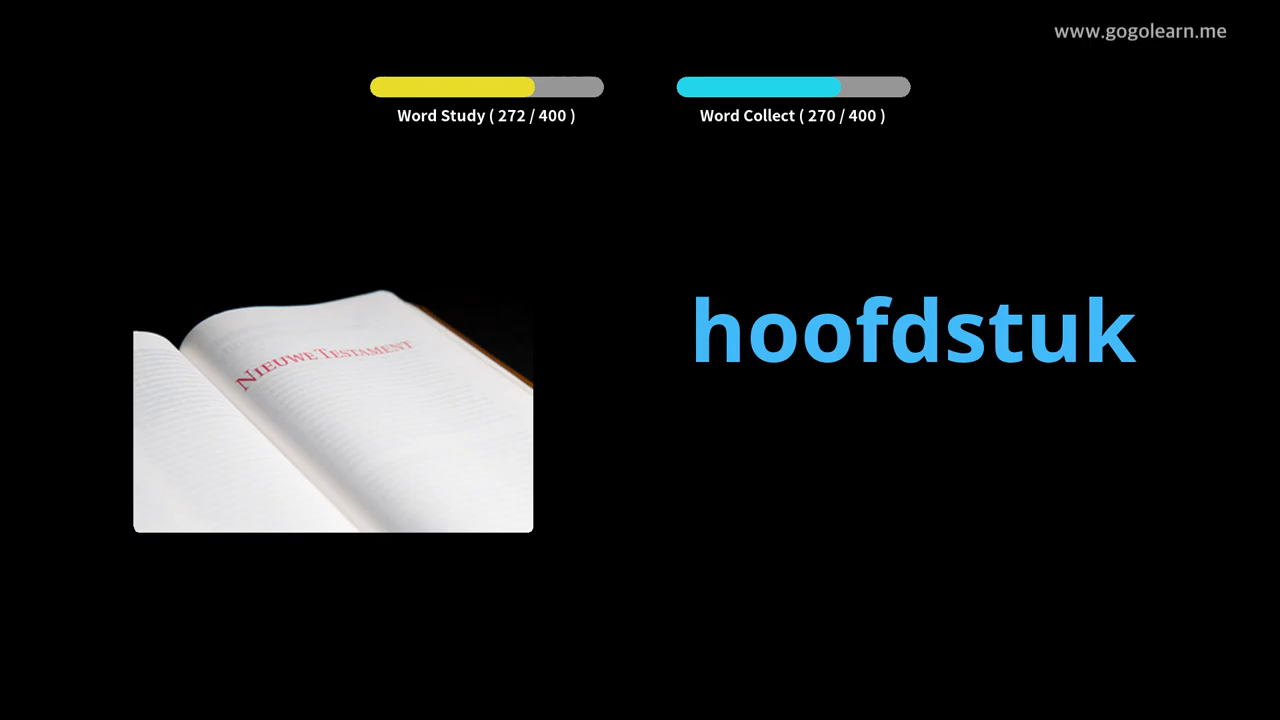 www.gogolearn.me
Word Study ( 272 / 400 )
Word Collect ( 270 / 400 )
hoofdstuk
NIEUWE TESTAMENT